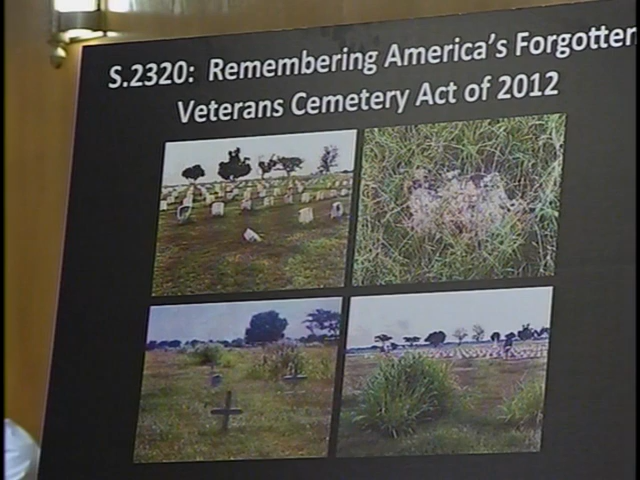 S.2320: Remembering America's Forgotten
Veterans Cemetery Act of 2012